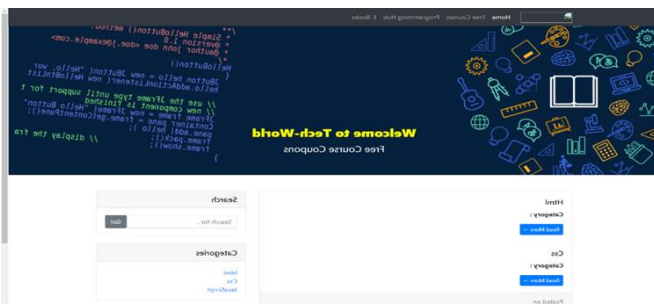 Home Free Courses Programming Hub E-Books
/**
* Simple HelloButton() method.
* @version 1.0
* @author john doe <doe.j@example.com>
*/
HelloButton()
{
JButton hello = new JButton( "Hello, wor
hello.addActionListener( new HelloBtnList
// use the JFrame type until support for t
// new component is finished
JFrame frame = new JFrame( "Hello Button"
Container pane = frame.getContentPane();
pane.add( hello );
frame.pack();
frame.show(); // display the fra
}
Welcome to Tech-World
Free Course Coupons
Html
Category :
Read More →
Css
Category :
Read More →
Posted on
Search
Search for... Go!
Categories
html
Css
JavaScript